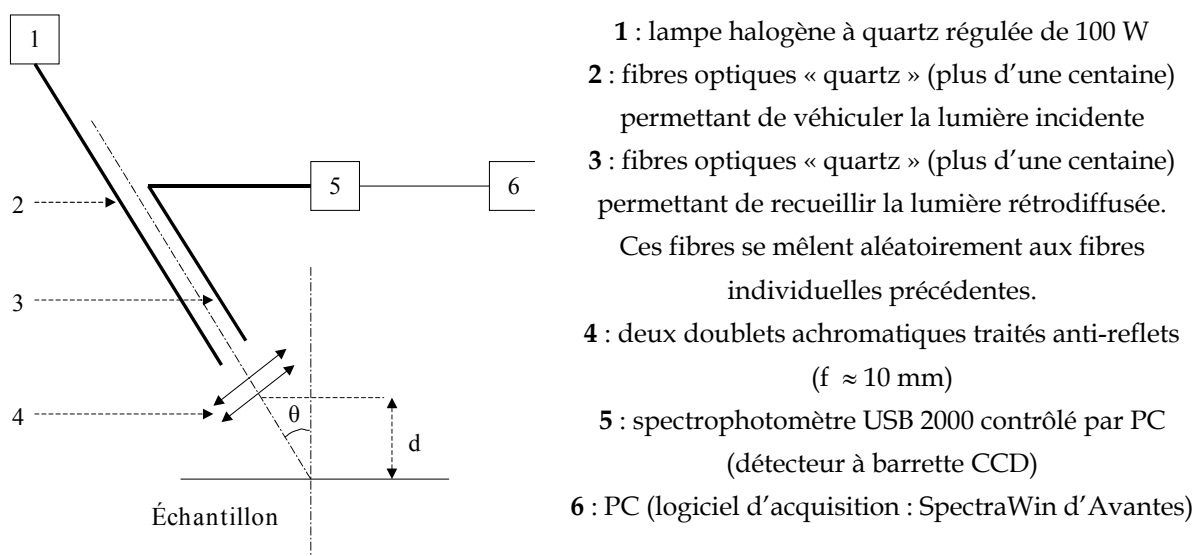 1
5
6
2
3
4
θ
d
Échantillon
1 : lampe halogène à quartz régulée de 100 W
2 : fibres optiques « quartz » (plus d’une centaine)
permettant de véhiculer la lumière incidente
3 : fibres optiques « quartz » (plus d’une centaine)
permettant de recueillir la lumière rétrodiffusée.
Ces fibres se mêlent aléatoirement aux fibres
individuelles précédentes.
4 : deux doublets achromatiques traités anti-reflets
(f ≈ 10 mm)
5 : spectrophotomètre USB 2000 contrôlé par PC
(détecteur à barrette CCD)
6 : PC (logiciel d’acquisition : SpectraWin d’Avantes)